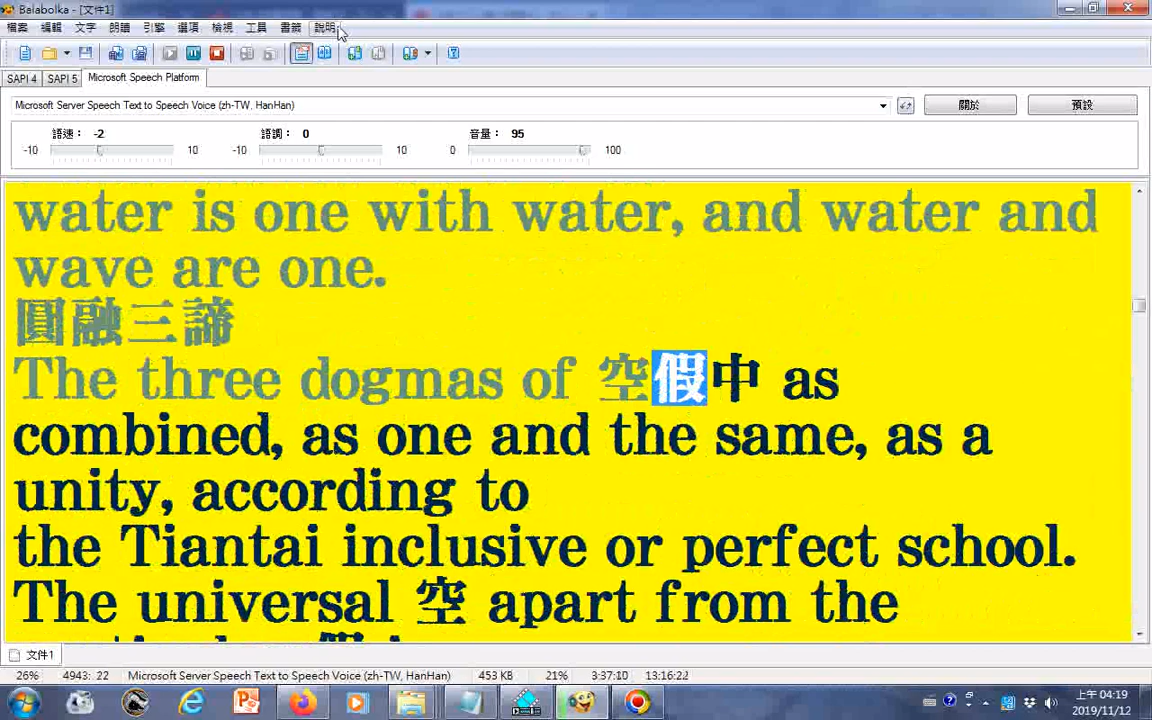 Balabolka - [文件1]
檔案 編輯 文字 朗讀 引擎 選項 檢視 工具 書籤 說明
SAPI 4 SAPI 5 Microsoft Speech Platform
Microsoft Server Speech Text to Speech Voice (zh-TW, HanHan) 關於 預設
語速： -2 語調： 0 音量： 95
-10 10 -10 10 0 100
water is one with water, and water and
wave are one.
圓融三諦
The three dogmas of 空假中 as
combined, as one and the same, as a
unity, according to
the Tiantai inclusive or perfect school.
The universal 空 apart from the
文件1
26% 4943: 22 Microsoft Server Speech Text to Speech Voice (zh-TW, HanHan) 453 KB 21% 3:37:10 13:16:22
上午 04:19
2019/11/12